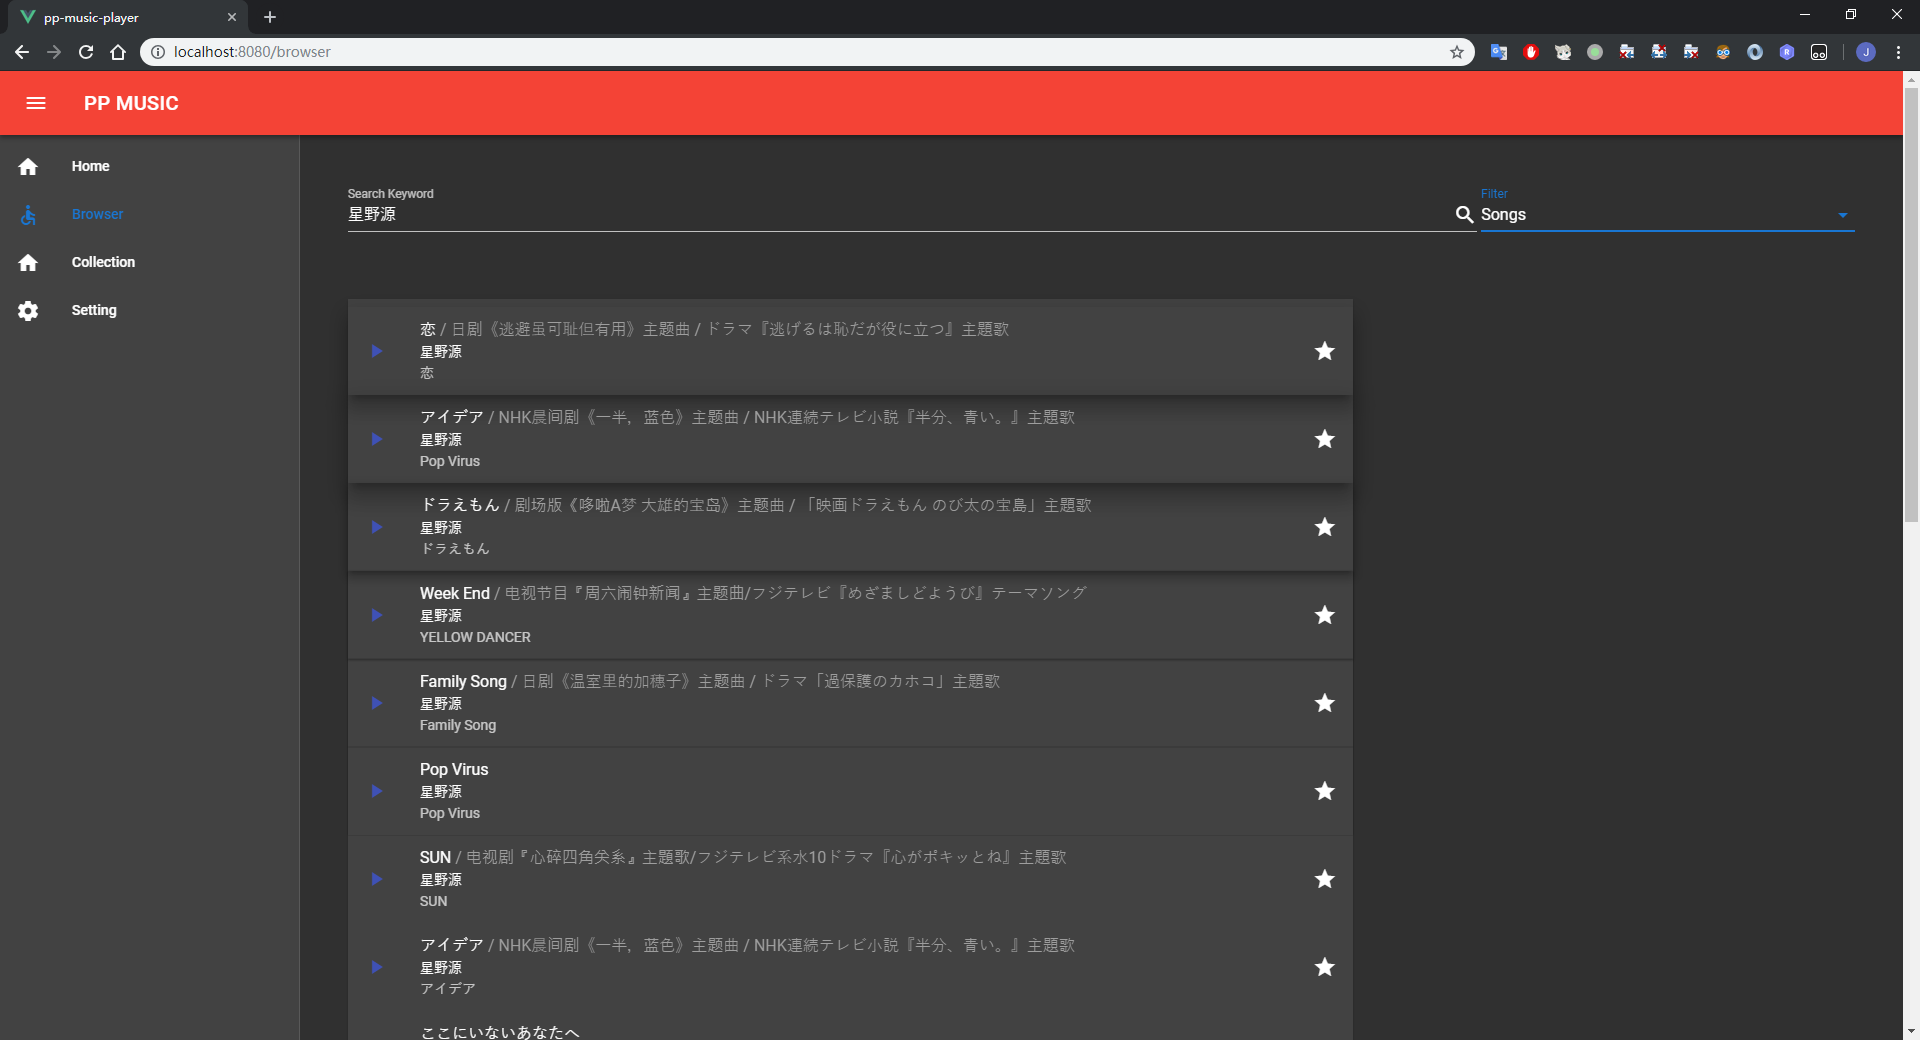 pp-music-player
localhost:8080/browser
J
PP MUSIC
Home
Browser
Collection
Setting
Search Keyword
星野源
Filter
Songs
恋 / 日剧《逃避虽可耻但有用》主题曲 / ドラマ『逃げるは恥だが役に立つ』主題歌
星野源
恋
アイデア / NHK晨间剧《一半，蓝色》主题曲 / NHK連続テレビ小説『半分、青い。』主題歌
星野源
Pop Virus
ドラえもん / 剧场版《哆啦A梦 大雄的宝岛》主题曲 / 「映画ドラえもん のび太の宝島」主題歌
星野源
ドラえもん
Week End / 电视节目『周六闹钟新闻』主题曲/フジテレビ『めざましどようび』テーマソング
星野源
YELLOW DANCER
Family Song / 日剧《温室里的加穗子》主题曲 / ドラマ「過保護のカホコ」主題歌
星野源
Family Song
Pop Virus
星野源
Pop Virus
SUN / 电视剧『心碎四角关系』主題歌/フジテレビ系水10ドラマ『心がポキッとね』主題歌
星野源
SUN
アイデア / NHK晨间剧《一半，蓝色》主题曲 / NHK連続テレビ小説『半分、青い。』主題歌
星野源
アイデア
ここにいないあなたへ